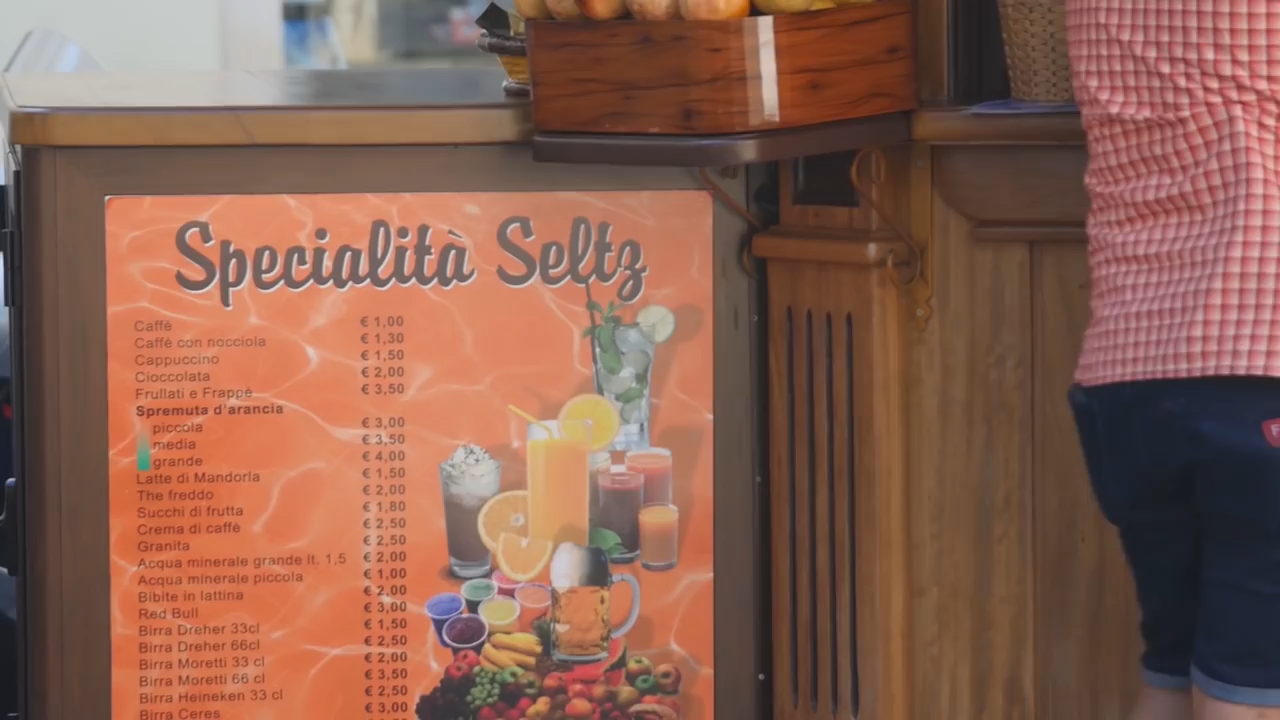 Specialità Seltz
Caffè € 1,00
Caffè con nocciola € 1,30
Cappuccino € 1,50
Cioccolata € 2,00
Frullati e Frappè € 3,50
Spremuta d'arancia
piccola € 3,00
media € 3,50
grande € 4,00
Latte di Mandorla € 1,50
The freddo € 2,00
Succhi di frutta € 1,80
Crema di caffè € 2,50
Granita € 2,50
Acqua minerale grande lt. 1,5 € 2,00
Acqua minerale piccola € 1,00
Bibite in lattina € 2,00
Red Bull € 3,00
Birra Dreher 33cl € 1,50
Birra Dreher 66cl € 2,50
Birra Moretti 33 cl € 2,00
Birra Moretti 66 cl € 3,50
Birra Heineken 33 cl € 2,50
Birra Ceres € 3,00